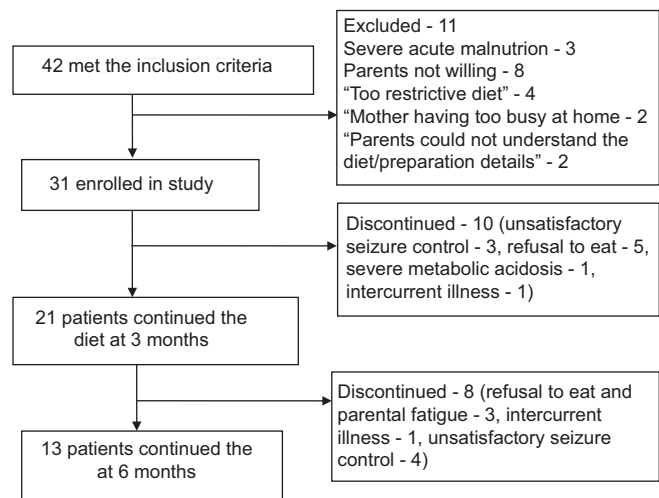 42 met the inclusion criteria
Excluded - 11
Severe acute malnutrion - 3
Parents not willing - 8
“Too restrictive diet” - 4
“Mother having too busy at home - 2
“Parents could not understand the
diet/preparation details” - 2
31 enrolled in study
Discontinued - 10 (unsatisfactory
seizure control - 3, refusal to eat - 5,
severe metabolic acidosis - 1,
intercurrent illness - 1)
21 patients continued the
diet at 3 months
Discontinued - 8 (refusal to eat and
parental fatigue - 3, intercurrent
illness - 1, unsatisfactory seizure
control - 4)
13 patients continued the
at 6 months